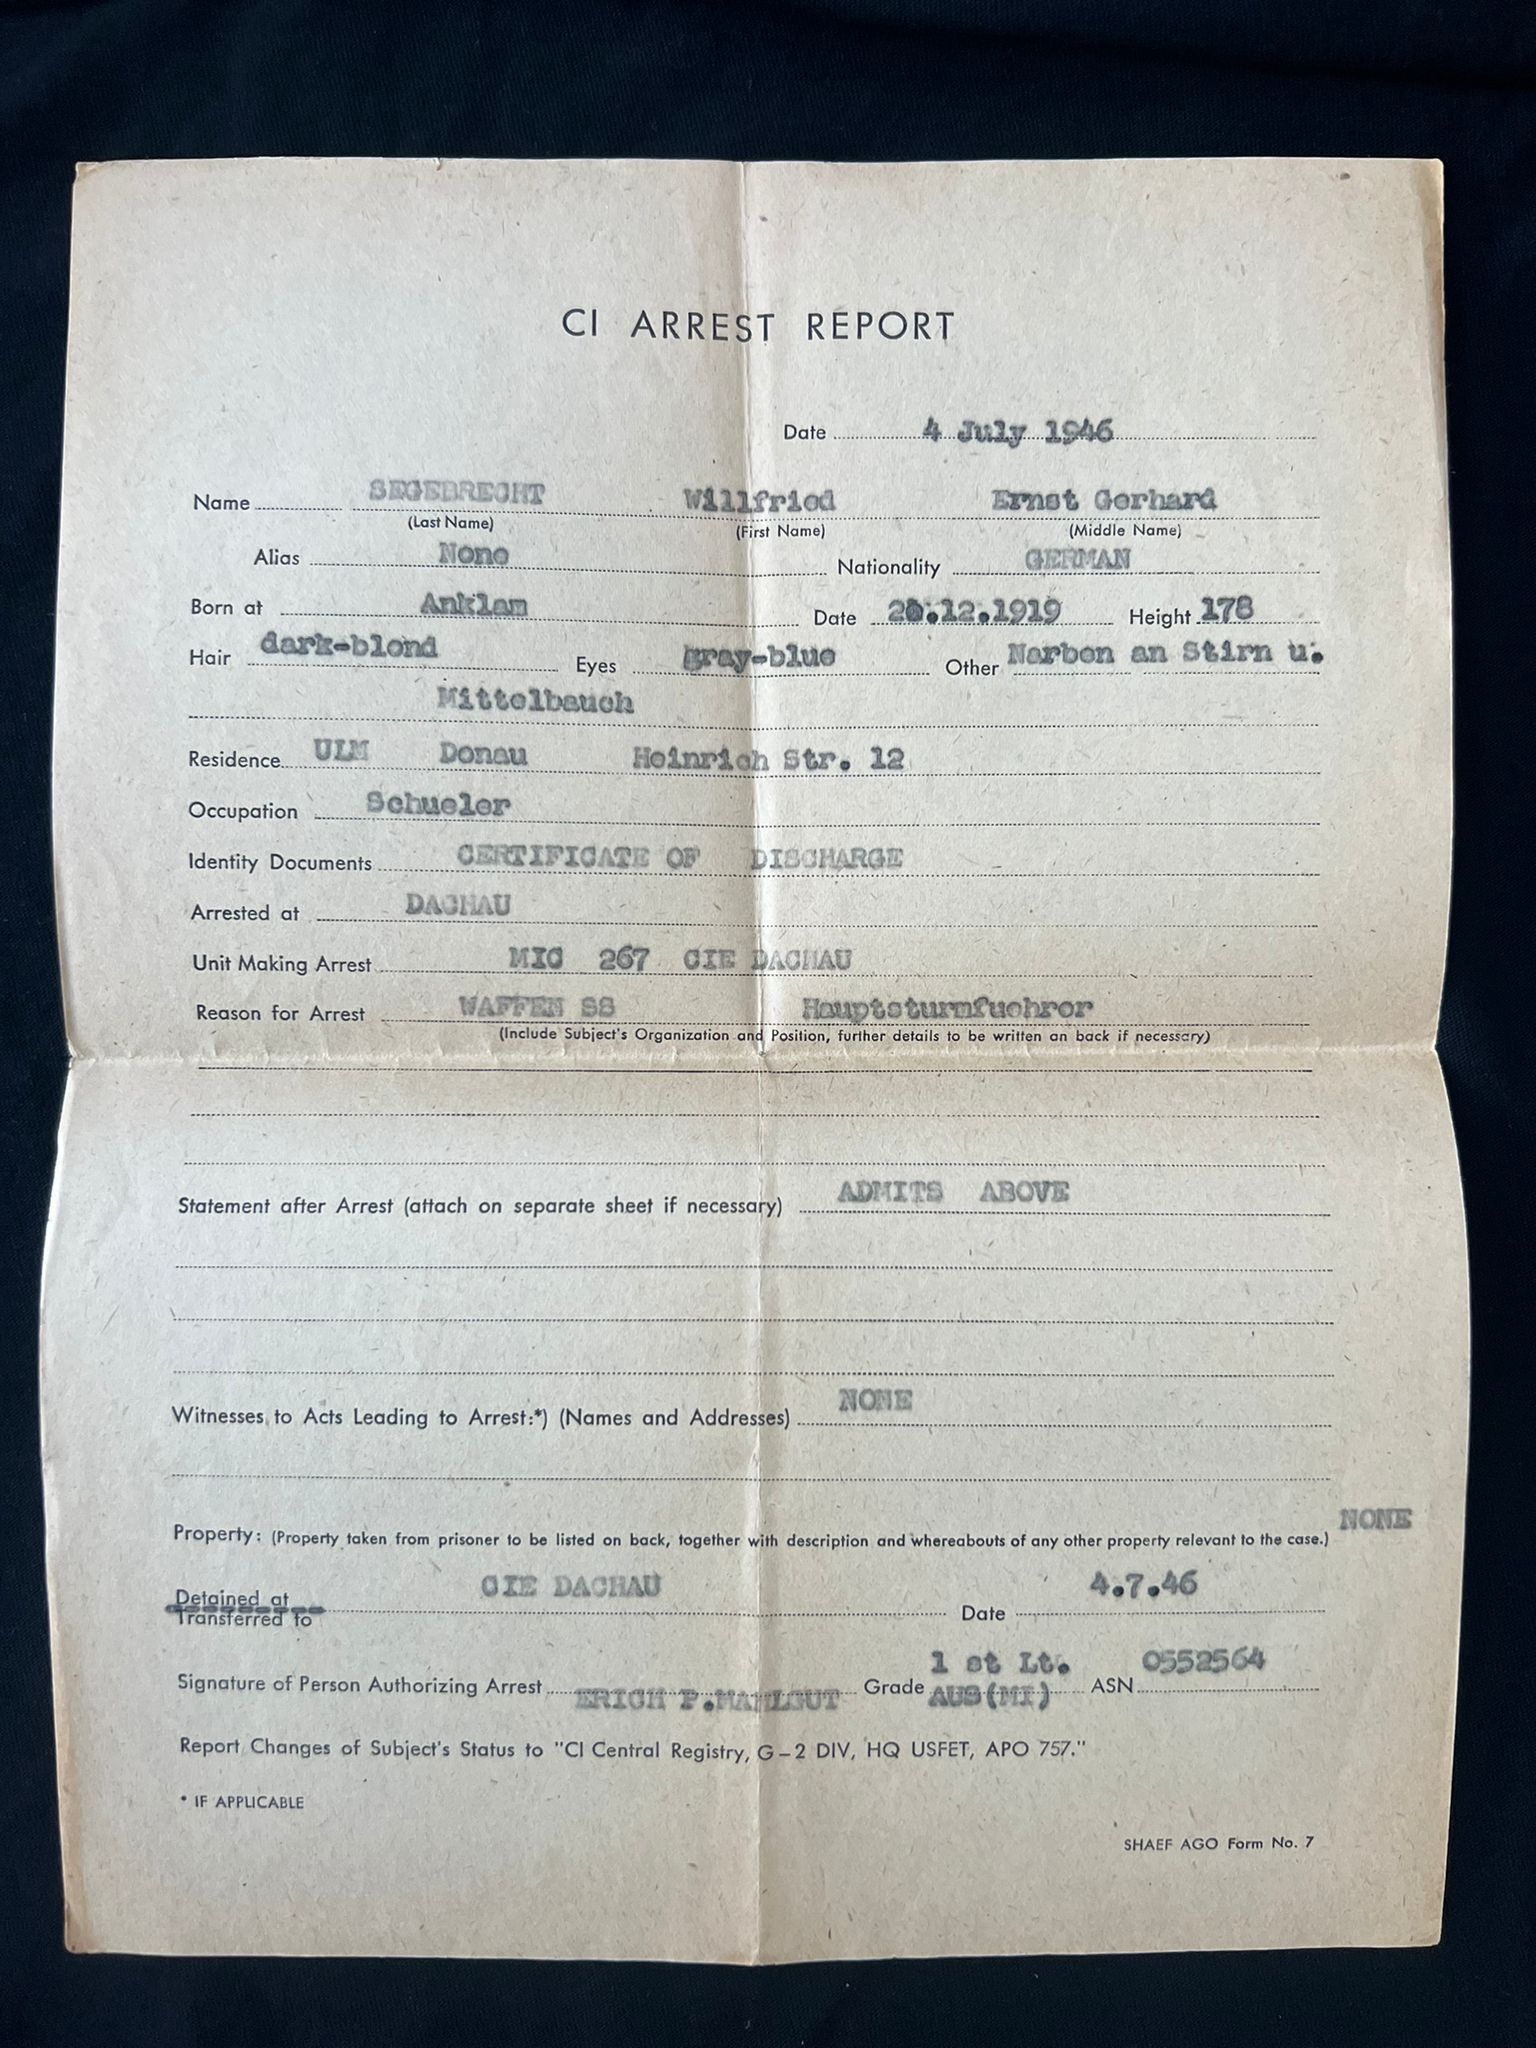 CI ARREST REPORT
Date 4 July 1946
Name SEGEBRECHT Willfried Ernst Gerhard
(Last Name) (First Name) (Middle Name)
Alias None Nationality GERMAN
Born at Anklam Date .12.1919 Height 178
Hair dark-blond Eyes gray-blue Other Narben an Stirn u.
Mittelbauch
Residence ULM Donau Heinrich Str. 12
Occupation Schueler
Identity Documents CERTIFICATE OF DISCHARGE
Arrested at DACHAU
Unit Making Arrest MIC 267 CIE DACHAU
Reason for Arrest WAFFEN SS Hauptsturmfuehrer
(Include Subject's Organization and Position, further details to be written an back if necessary)
Statement after Arrest (attach on separate sheet if necessary) ADMITS ABOVE
Witnesses to Acts Leading to Arrest:*) (Names and Addresses) NONE
Property: (Property taken from prisoner to be listed on back, together with description and whereabouts of any other property relevant to the case.) NONE
Detained at CIE DACHAU Date 4.7.46
Transferred to
Signature of Person Authorizing Arrest ERICH F. Grade 1 st Lt. ASN 0552564
AUS(MI)
Report Changes of Subject's Status to "CI Central Registry, G-2 DIV, HQ USFET, APO 757."
* IF APPLICABLE
SHAEF AGO Form No. 7